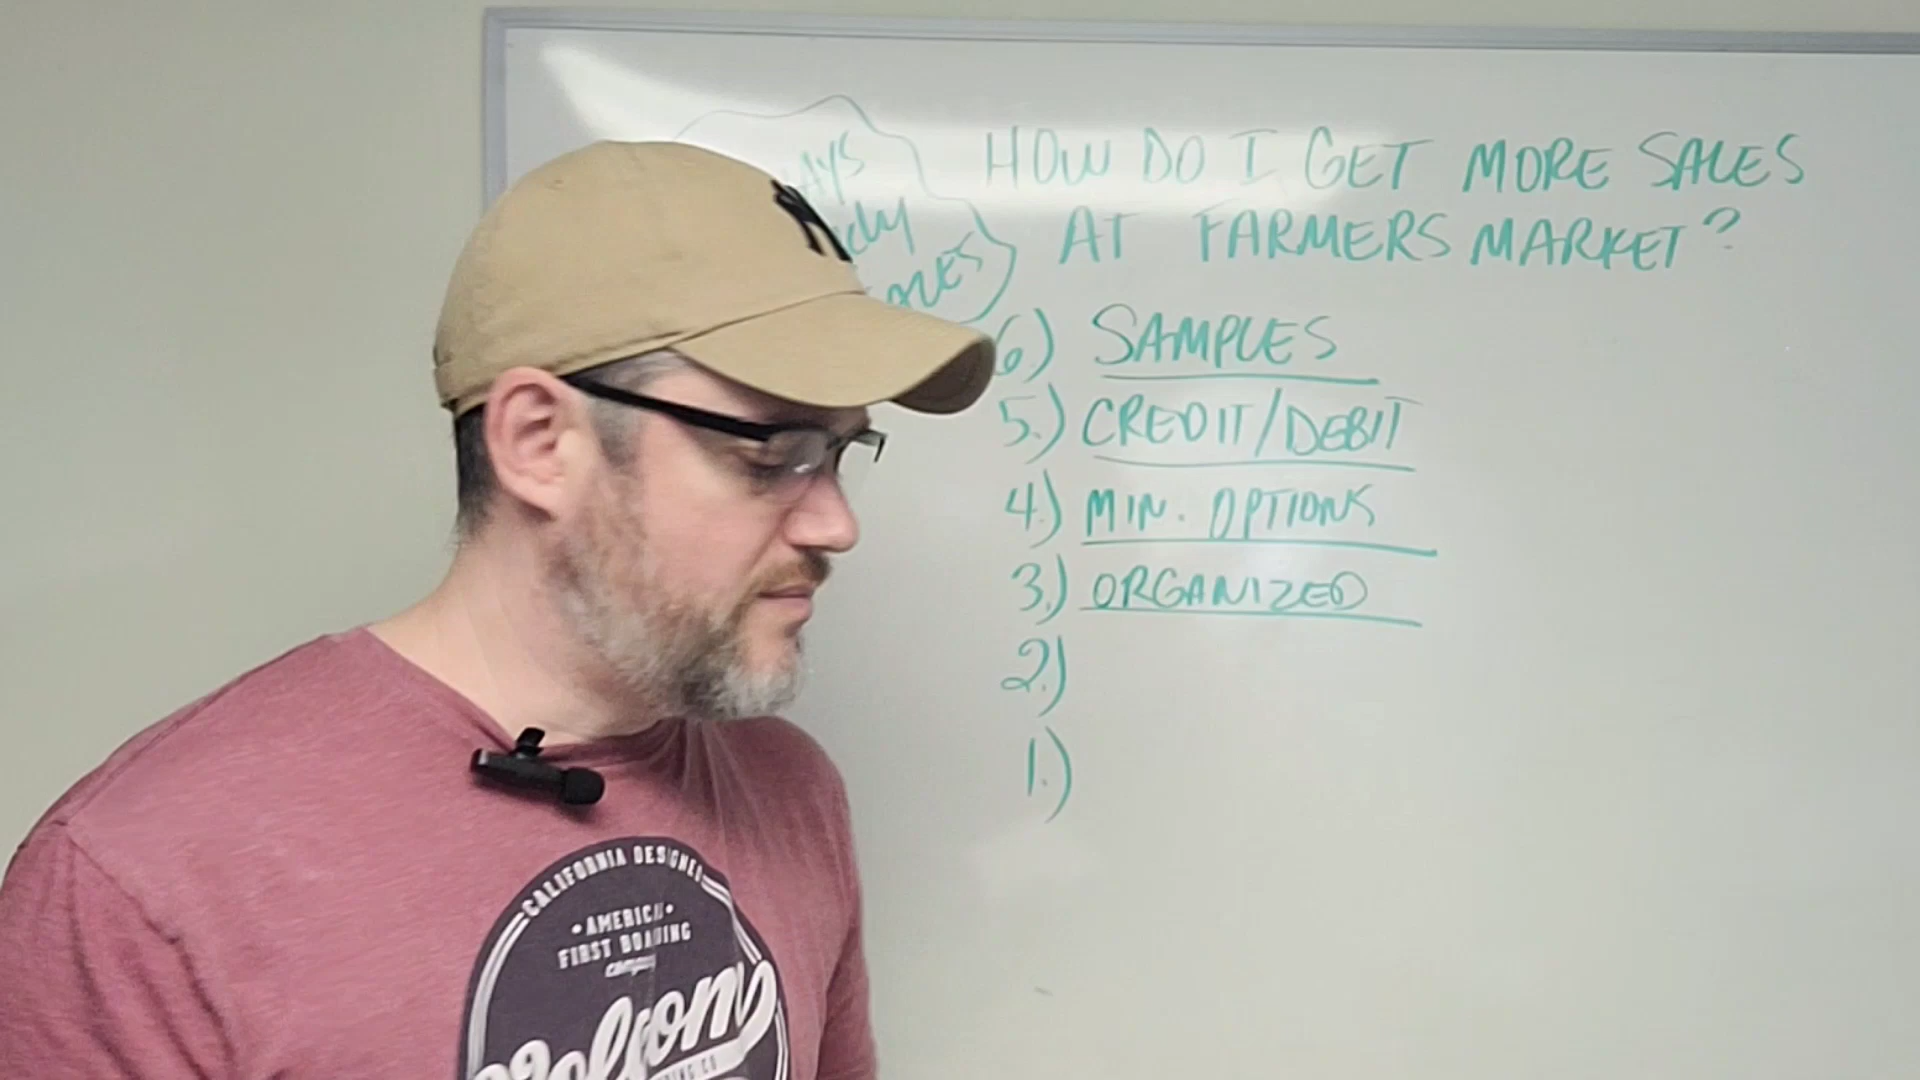 HOW DO I GET MORE SALES
AT FARMERS MARKET?
6) SAMPLES
5.) CREDIT/DEBIT
4.) MIN. OPTIONS
3.) ORGANIZED
2.)
1.)
CALIFORNIA DESIGNED
•AMERICA•
FIRST BOARDING
company